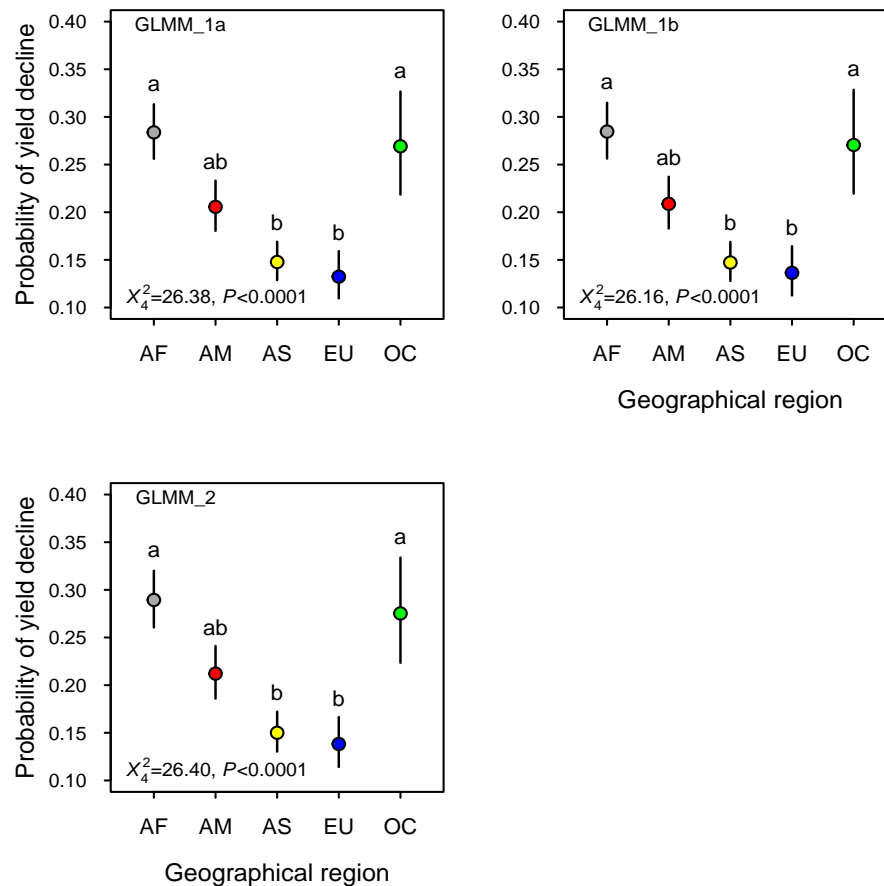 GLMM_1a
Probability of yield decline
0.40
0.35
0.30
0.25
0.20
0.15
0.10
a
ab
b
b
a
X₄²=26.38, P<0.0001
AF AM AS EU OC
GLMM_1b
0.40
0.35
0.30
0.25
0.20
0.15
0.10
a
ab
b
b
a
X₄²=26.16, P<0.0001
AF AM AS EU OC
Geographical region
GLMM_2
Probability of yield decline
0.40
0.35
0.30
0.25
0.20
0.15
0.10
a
ab
b
b
a
X₄²=26.40, P<0.0001
AF AM AS EU OC
Geographical region